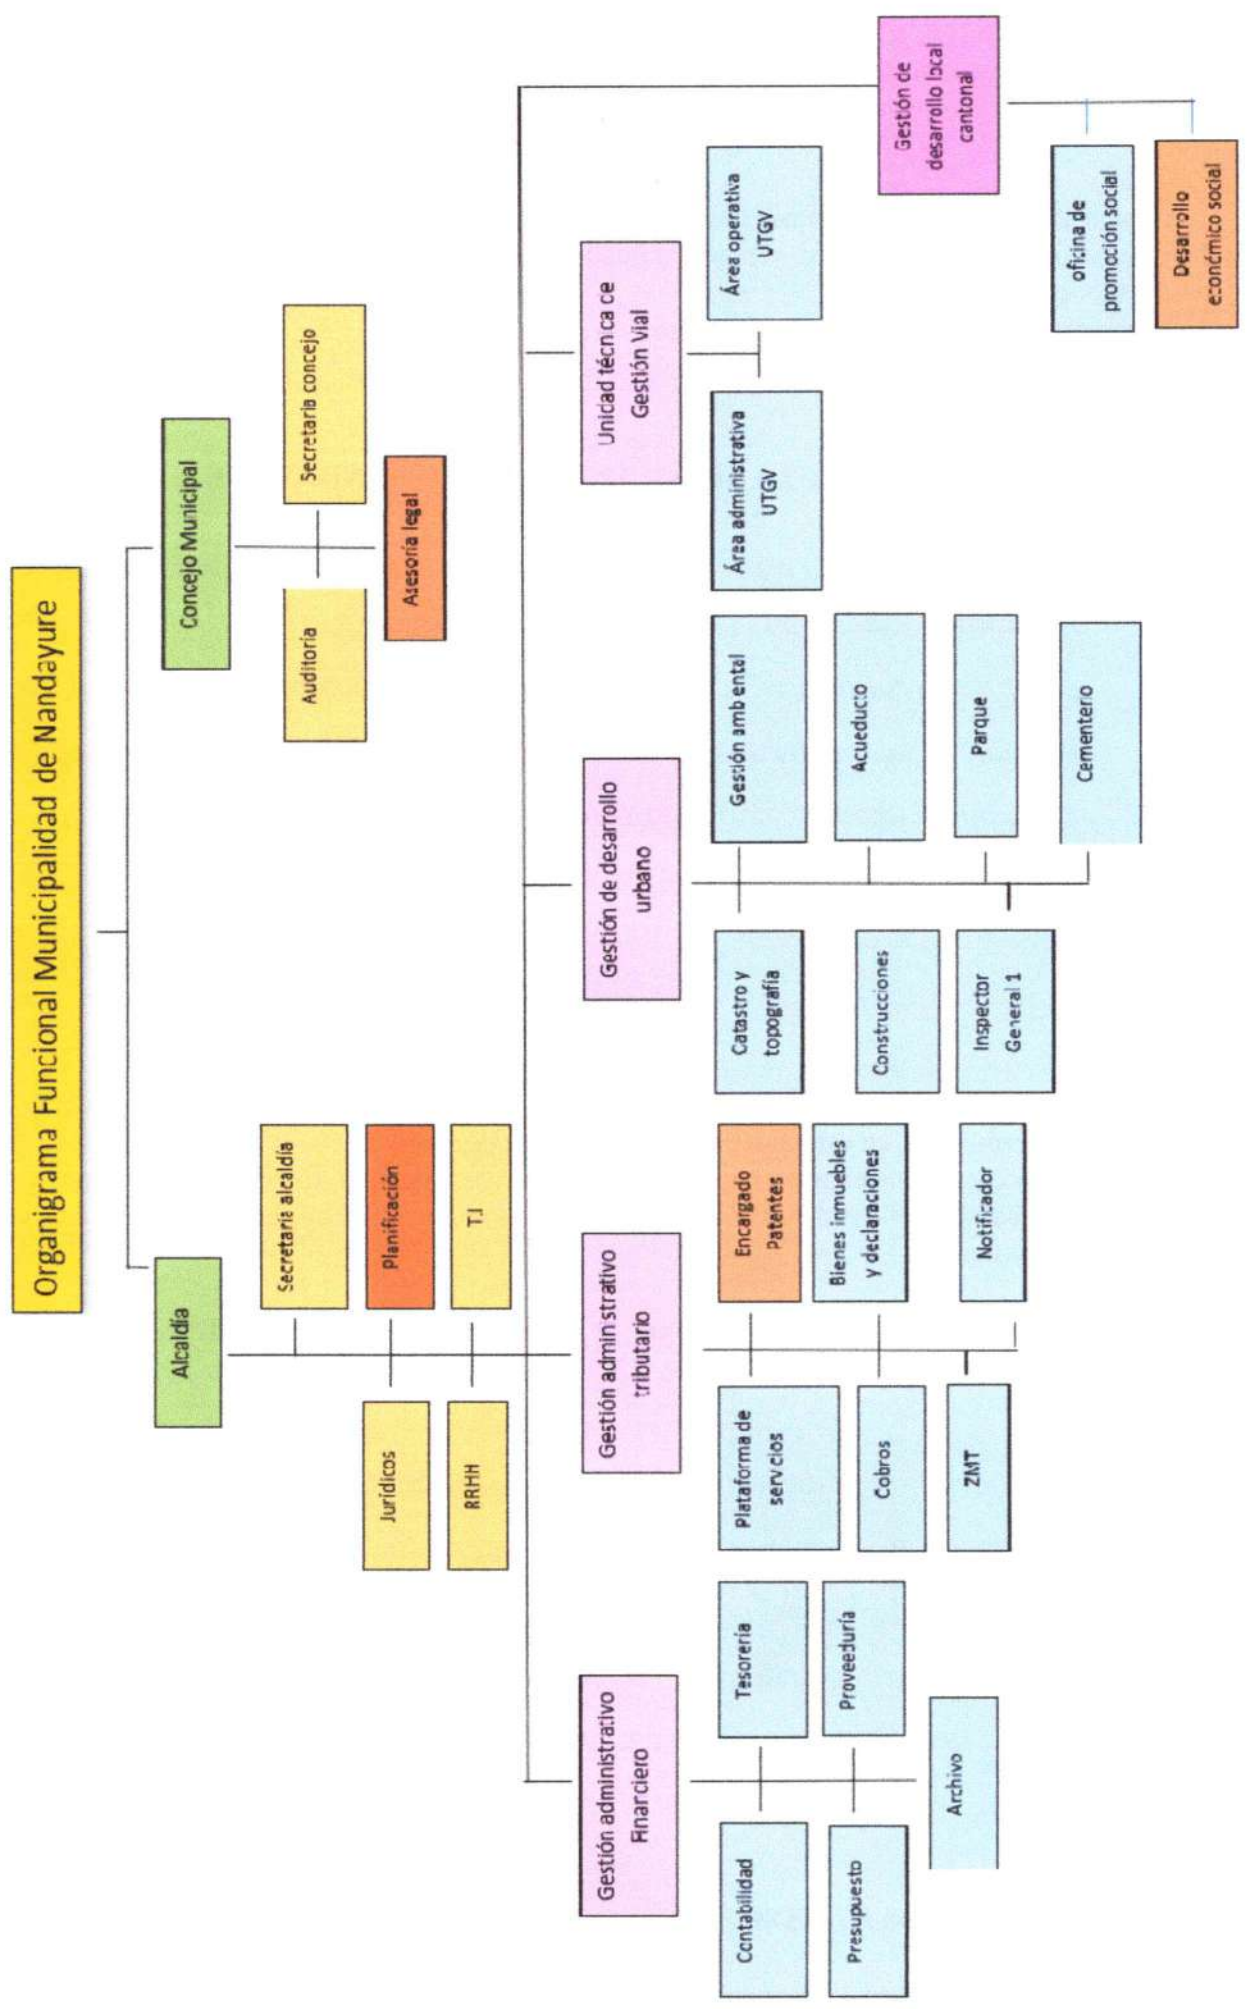 Organigrama Funcional Municipalidad de Nandayure
Alcaldía
Concejo Municipal
Secretaria alcaldía
Auditoria
Secretaria concejo
Jurídicos
Planificación
Asesoría legal
RRHH
T.I
Gestión administrativo
Financiero
Gestión administrativo
tributario
Gestión de desarrollo
urbano
Unidad técnica de
Gestión Vial
Gestión de
desarrollo local
cantonal
Contabilidad
Tesorería
Presupuesto
Proveeduría
Archivo
Plataforma de
servicios
Encargado
Patentes
Cobros
Bienes inmuebles
y declaraciones
ZMT
Notificador
Catastro y
topografía
Gestión ambiental
Construcciones
Acueducto
Inspector
General 1
Parque
Cementero
Área administrativa
UTGV
Área operativa
UTGV
oficina de
promoción social
Desarrollo
económico social